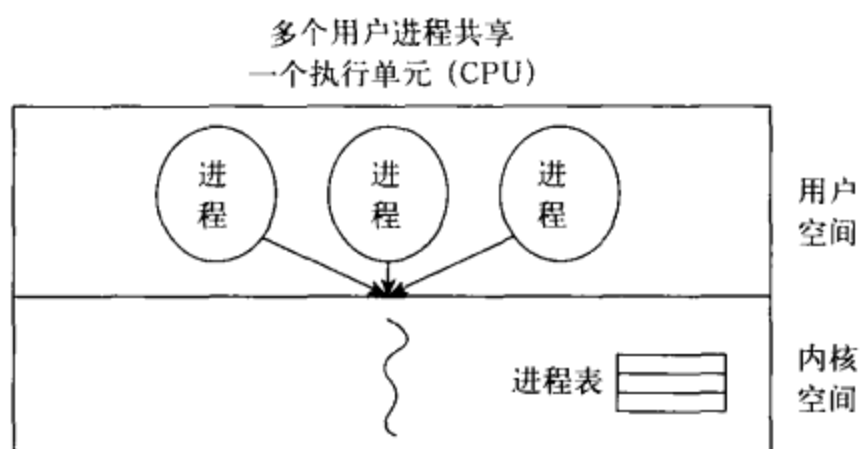 多个用户进程共享
一个执行单元 (CPU)
进程
进程
进程
用户
空间
进程表
内核
空间